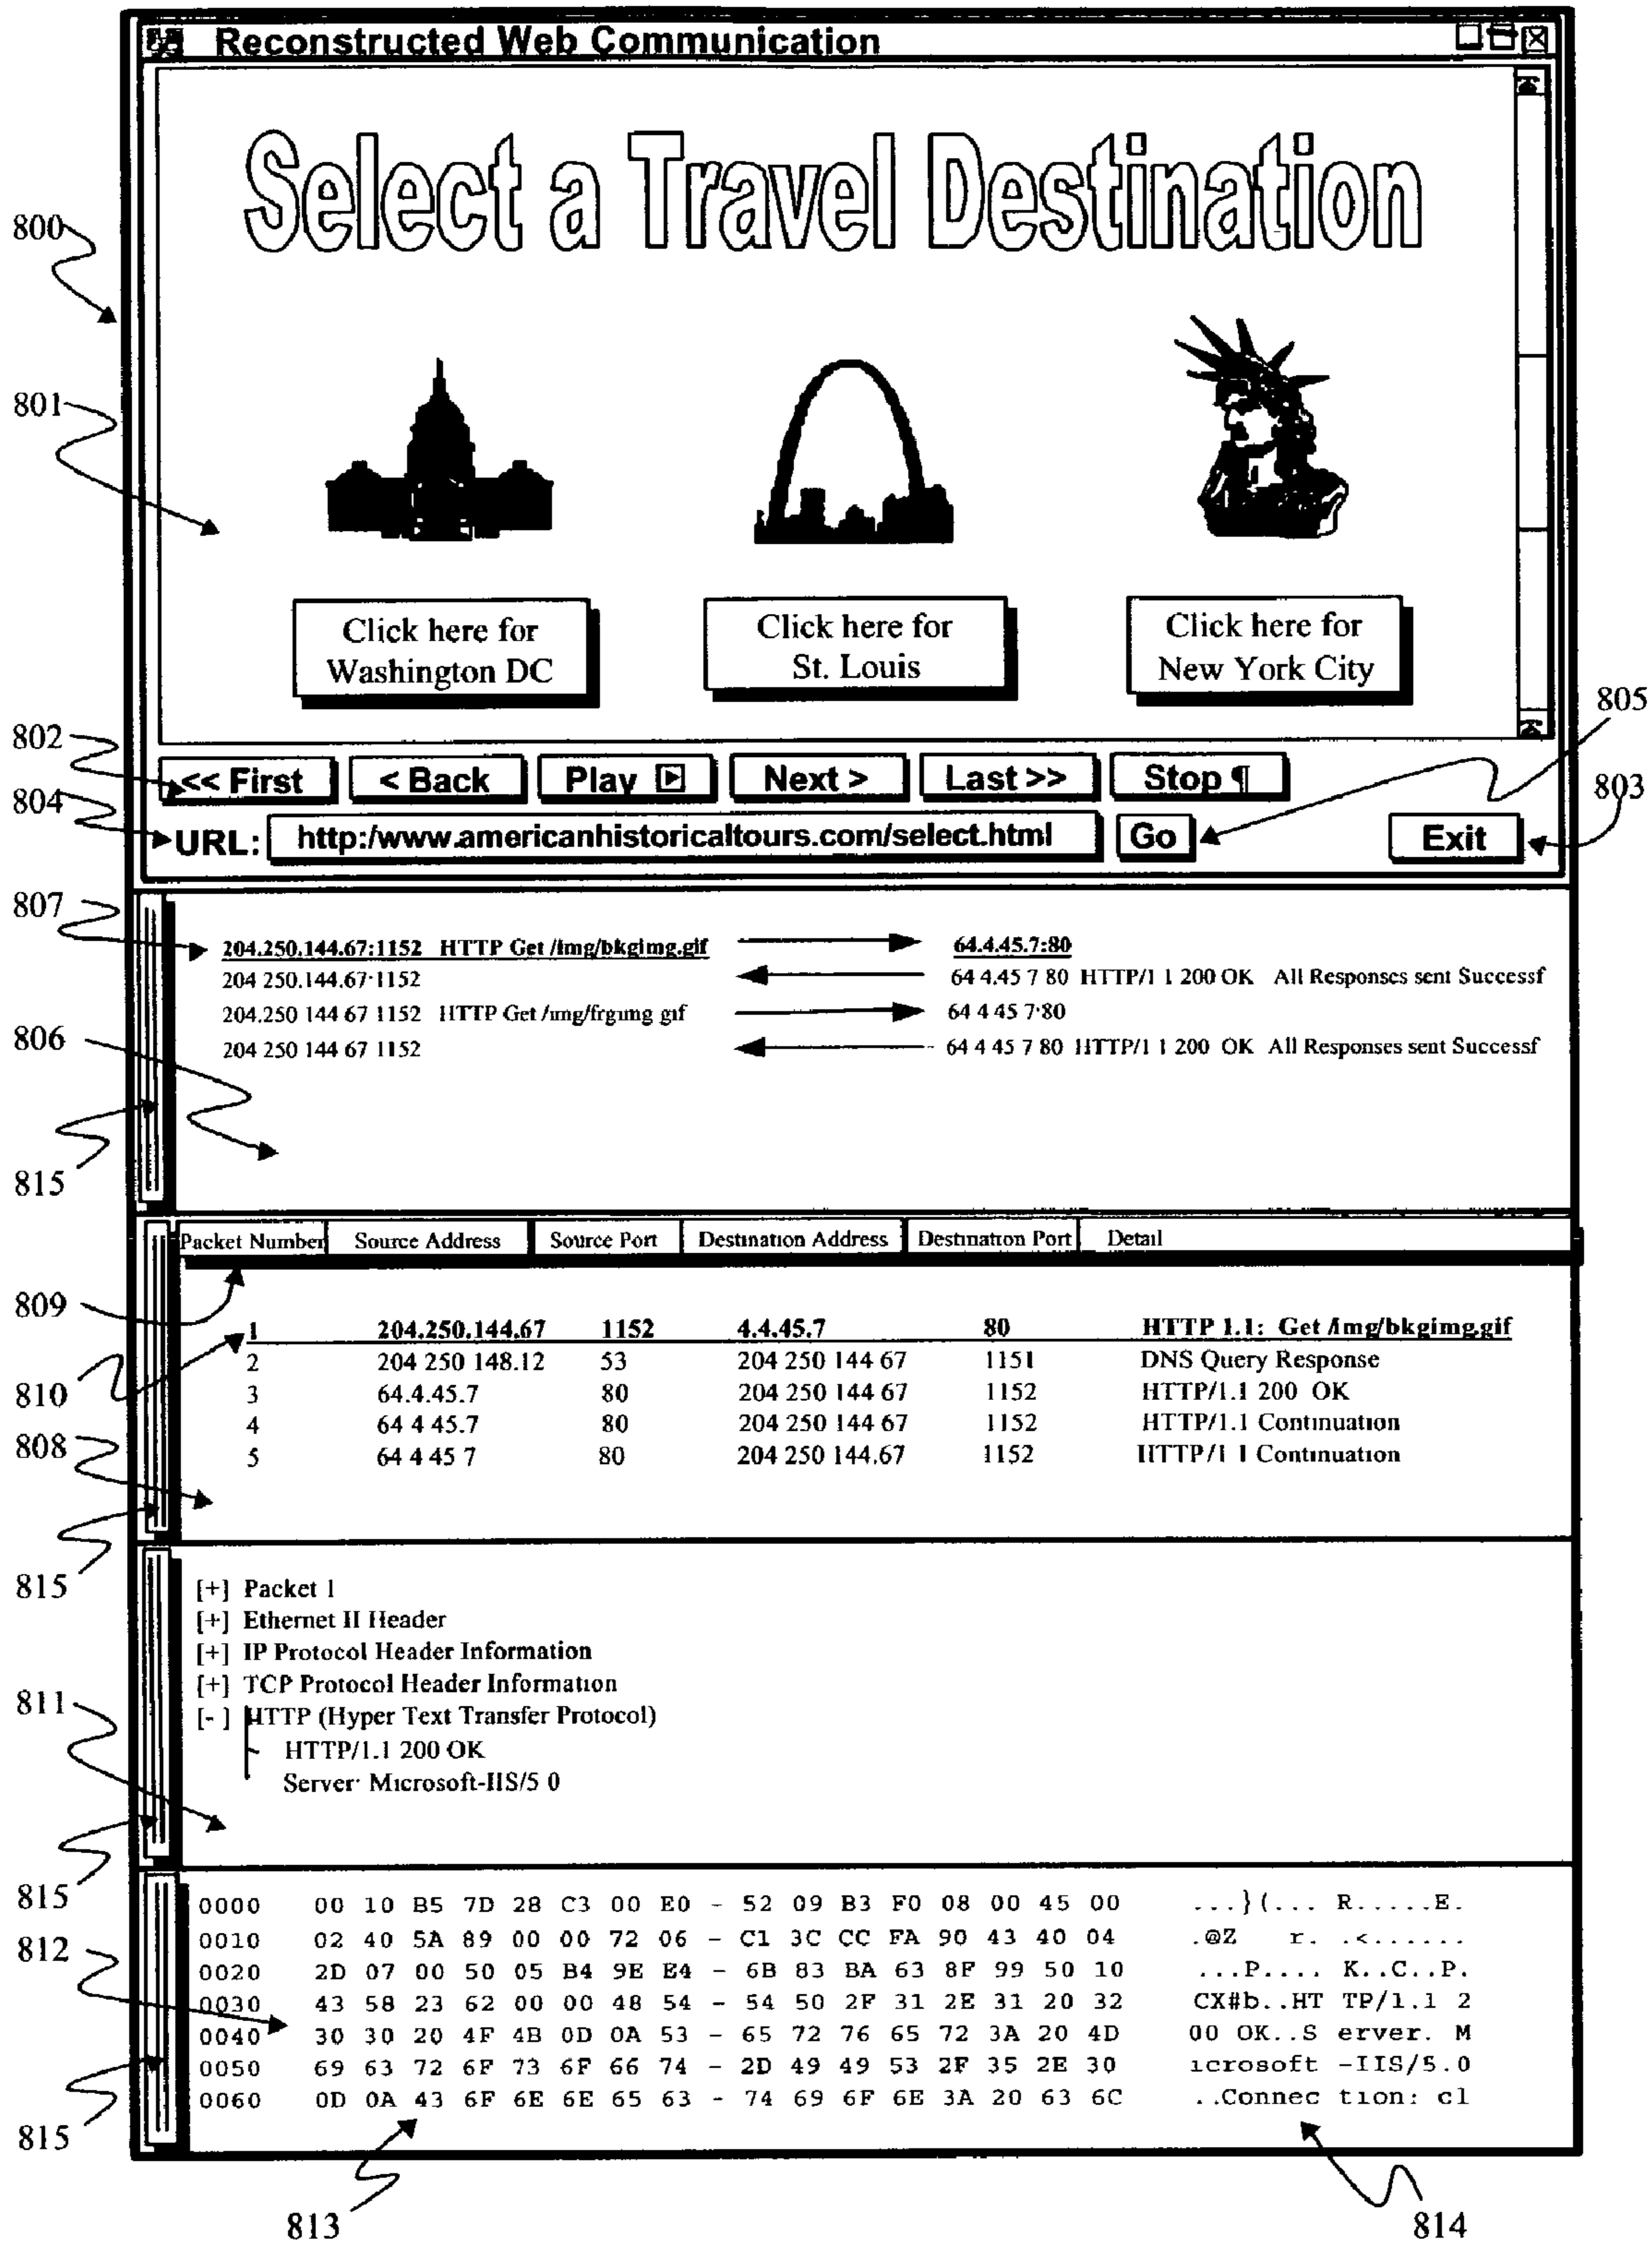 Reconstructed Web Communication
Select a Travel Destination
800
801
Click here for
Washington DC
Click here for
St. Louis
Click here for
New York City
805
802
<< First < Back Play Next > Last >> Stop ¶
804
803
URL: http:/www.americanhistoricaltours.com/select.html Go Exit
807
204.250.144.67:1152 HTTP Get /img/bkgimg.gif 64.4.45.7:80
204 250.144.67·1152 64 4.45 7 80 HTTP/1 1 200 OK All Responses sent Successf
204.250 144 67 1152 HTTP Get /img/frgimg gif 64 4 45 7·80
204 250 144 67 1152 64 4 45 7 80 HTTP/1 1 200 OK All Responses sent Successf
806
815
Packet Number Source Address Source Port Destination Address Destination Port Detail
809
1 204.250.144.67 1152 4.4.45.7 80 HTTP 1.1: Get /img/bkgimg.gif
2 204 250 148.12 53 204 250 144 67 1151 DNS Query Response
3 64.4.45.7 80 204 250 144 67 1152 HTTP/1.1 200 OK
4 64 4 45.7 80 204 250 144 67 1152 HTTP/1.1 Continuation
5 64 4 45 7 80 204 250 144.67 1152 HTTP/1 1 Continuation
810
808
815
[+] Packet 1
[+] Ethernet II Header
[+] IP Protocol Header Information
[+] TCP Protocol Header Information
[-] HTTP (Hyper Text Transfer Protocol)
HTTP/1.1 200 OK
Server· Microsoft-IIS/5 0
811
815
0000 00 10 B5 7D 28 C3 00 E0 - 52 09 B3 F0 08 00 45 00 ...}(... R.....E.
0010 02 40 5A 89 00 00 72 06 - C1 3C CC FA 90 43 40 04 .@Z r. .<......
0020 2D 07 00 50 05 B4 9E E4 - 6B 83 BA 63 8F 99 50 10 ...P.... K..C..P.
0030 43 58 23 62 00 00 48 54 - 54 50 2F 31 2E 31 20 32 CX#b..HT TP/1.1 2
0040 30 30 20 4F 4B 0D 0A 53 - 65 72 76 65 72 3A 20 4D 00 OK..S erver. M
0050 69 63 72 6F 73 6F 66 74 - 2D 49 49 53 2F 35 2E 30 icrosoft -IIS/5.0
0060 0D 0A 43 6F 6E 6E 65 63 - 74 69 6F 6E 3A 20 63 6C ..Connec tion: cl
812
815
813
814